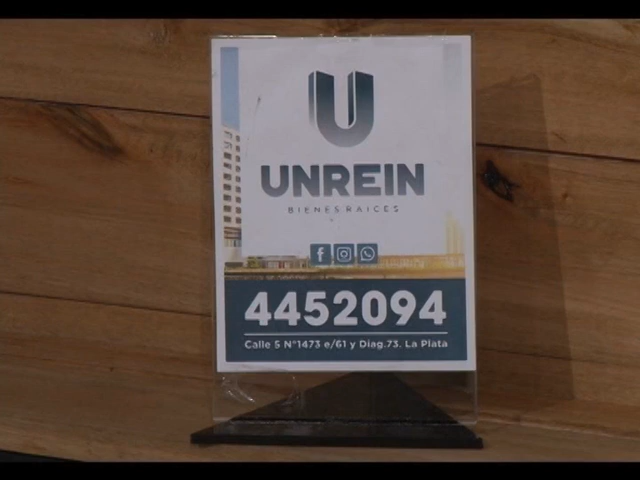 U
UNREIN
BIENES RAICES
4452094
Calle 5 N°1473 e/61 y Diag.73. La Plata